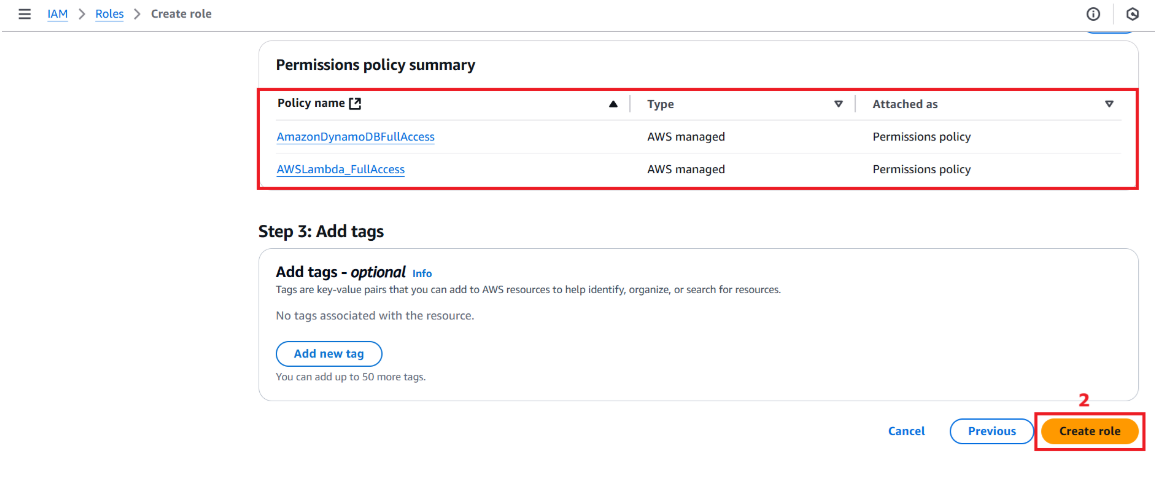 IAM > Roles > Create role
Permissions policy summary
Policy name Type Attached as
AmazonDynamoDBFullAccess AWS managed Permissions policy
AWSLambda_FullAccess AWS managed Permissions policy
Step 3: Add tags
Add tags - optional Info
Tags are key-value pairs that you can add to AWS resources to help identify, organize, or search for resources.
No tags associated with the resource.
Add new tag
You can add up to 50 more tags.
2
Cancel Previous Create role